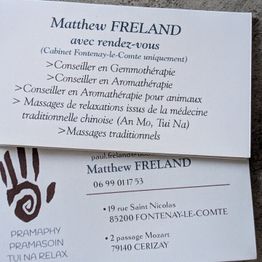 Matthew FRELAND
avec rendez-vous
(Cabinet Fontenay-le-Comte uniquement)
>Conseiller en Gemmothérapie
>Conseiller en Aromathérapie
>Conseiller en Aromathérapie pour animaux
> Massages de relaxations issus de la médecine
traditionnelle chinoise (An Mo, Tui Na)
>Massages traditionnels
Matthew FRELAND
06 99 01 17 53
•19 rue Saint Nicolas
85200 FONTENAY-LE-COMTE
• 2 passage Mozart
79140 CERIZAY
PRAMAPHY
PRAMASOIN
TUI NA RELAX